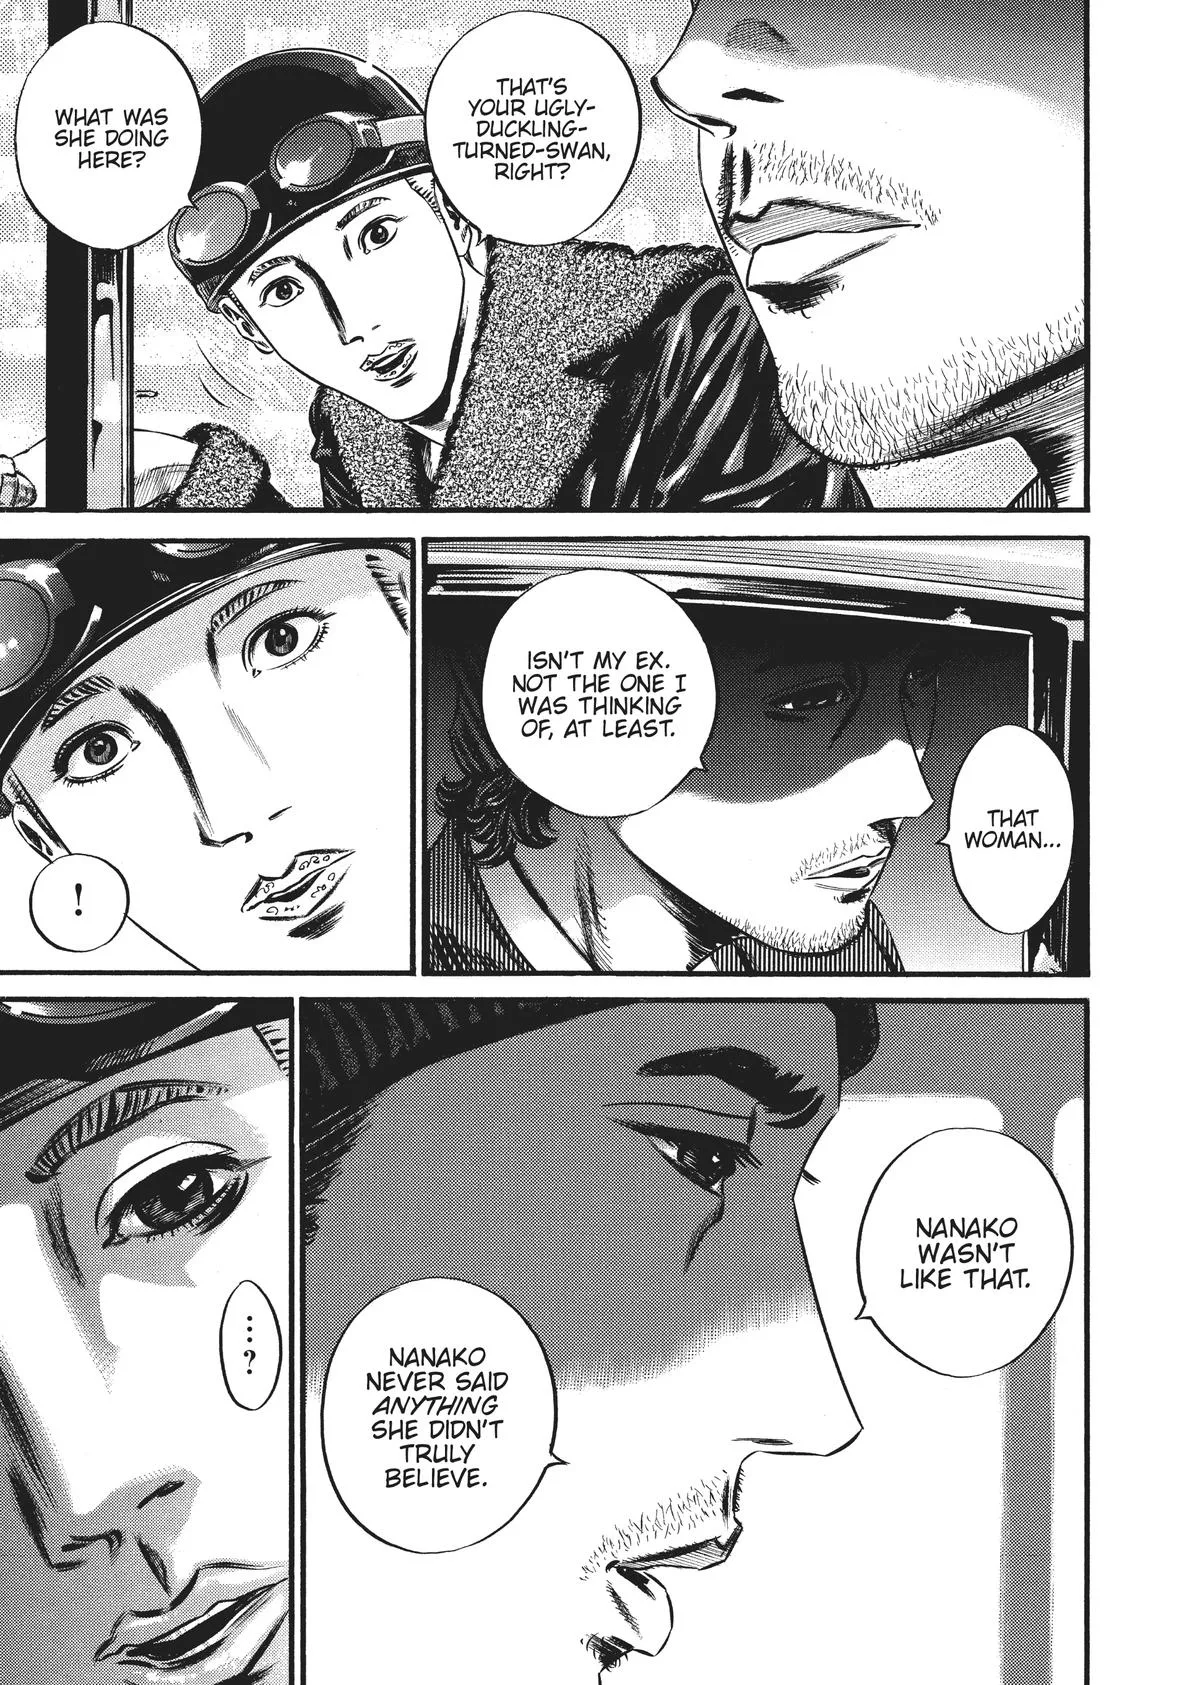 THAT'S
YOUR UGLY-
DUCKLING-
TURNED-SWAN,
RIGHT?
WHAT WAS
SHE DOING
HERE?
THAT
WOMAN...
ISN'T MY EX.
NOT THE ONE I
WAS THINKING
OF, AT LEAST.
!
NANAKO
WASN'T
LIKE THAT.
NANAKO
NEVER SAID
ANYTHING
SHE DIDN'T
TRULY
BELIEVE.
...?